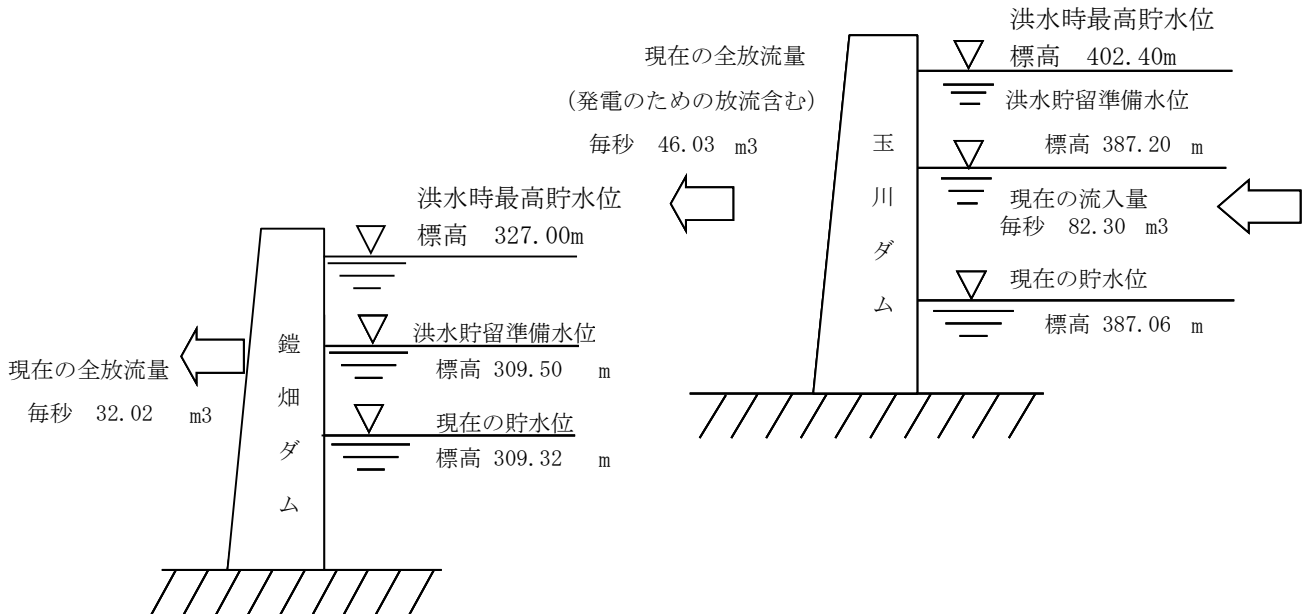 洪水時最高貯水位
標高 402.40m
現在の全放流量
(発電のための放流含む)
毎秒 46.03 m3
洪水貯留準備水位
標高 387.20 m
玉川ダム
現在の流入量
毎秒 82.30 m3
現在の貯水位
標高 387.06 m
洪水時最高貯水位
標高 327.00m
鎧畑ダム
洪水貯留準備水位
標高 309.50 m
現在の全放流量
毎秒 32.02 m3
現在の貯水位
標高 309.32 m